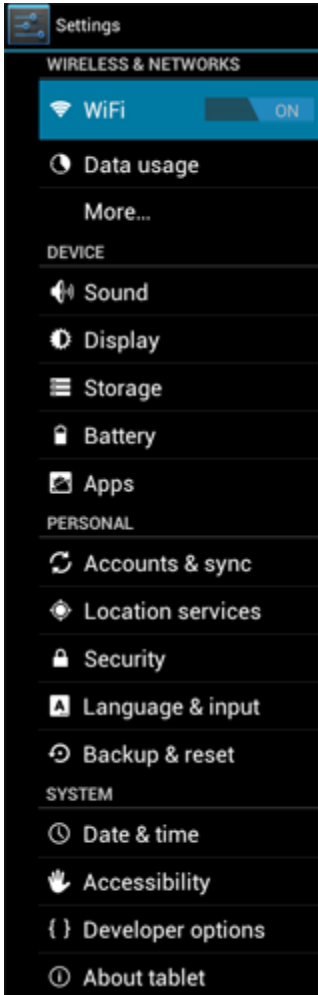 Settings
WIRELESS & NETWORKS
WiFi ON
Data usage
More...
DEVICE
Sound
Display
Storage
Battery
Apps
PERSONAL
Accounts & sync
Location services
Security
A Language & input
Backup & reset
SYSTEM
Date & time
Accessibility
{ } Developer options
About tablet